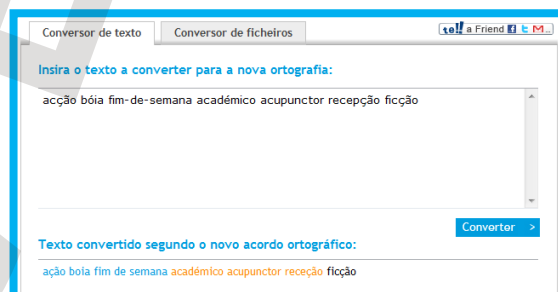 Conversor de texto Conversor de ficheiros tell a Friend
Insira o texto a converter para a nova ortografia:
acção bóia fim-de-semana académico acupunctor recepção ficção
Converter >
Texto convertido segundo o novo acordo ortográfico:
ação boia fim de semana académico acupunctor receção ficção